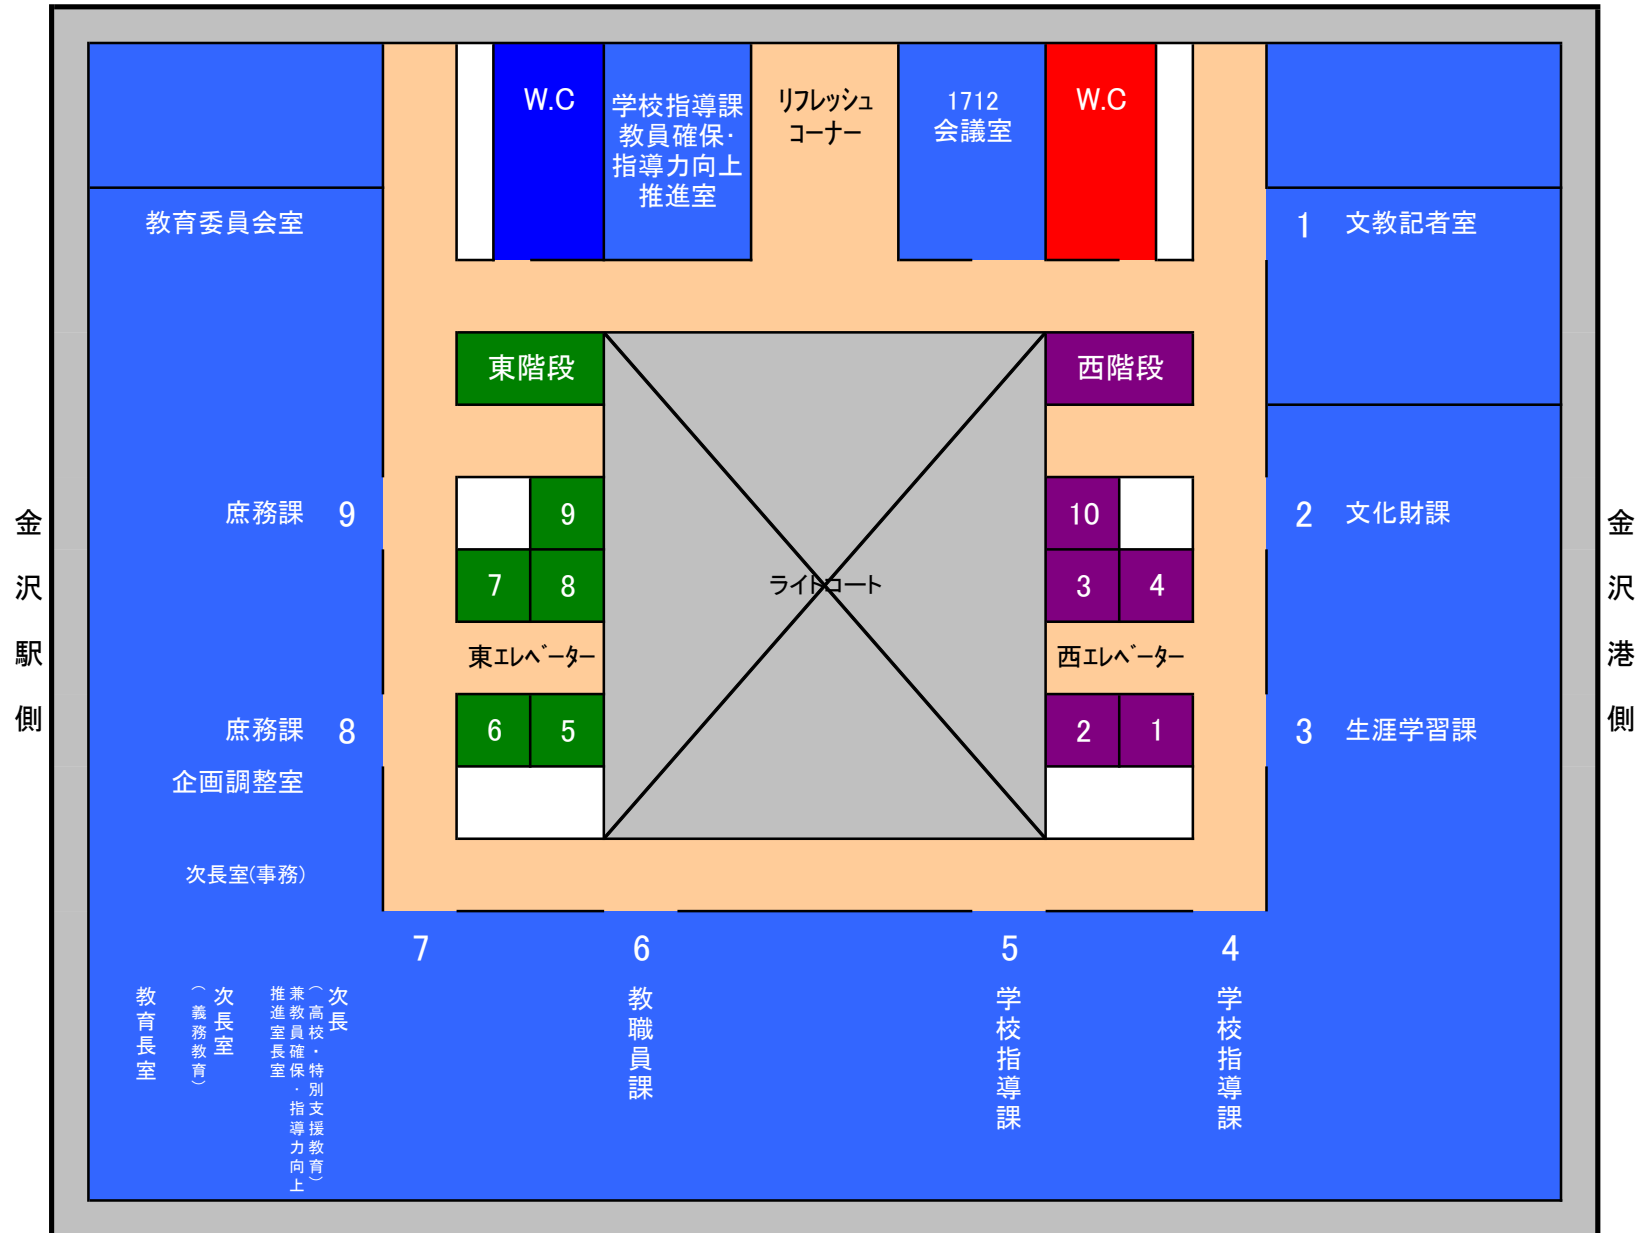 W.C
学校指導課
教員確保・
指導力向上
推進室
リフレッシュ
コーナー
1712
会議室
W.C
教育委員会室
1 文教記者室
東階段
西階段
庶務課 9
9
10
2 文化財課
7 8
3 4
ライトコート
東エレベーター
西エレベーター
庶務課 8
6 5
2 1
3 生涯学習課
企画調整室
次長室(事務)
7
6
5
4
教育長室
次長室
(義務教育)
次長
(高校・特別支援教育)
兼教員確保・指導力向上
推進室長室
教職員課
学校指導課
学校指導課
金沢駅側
金沢港側